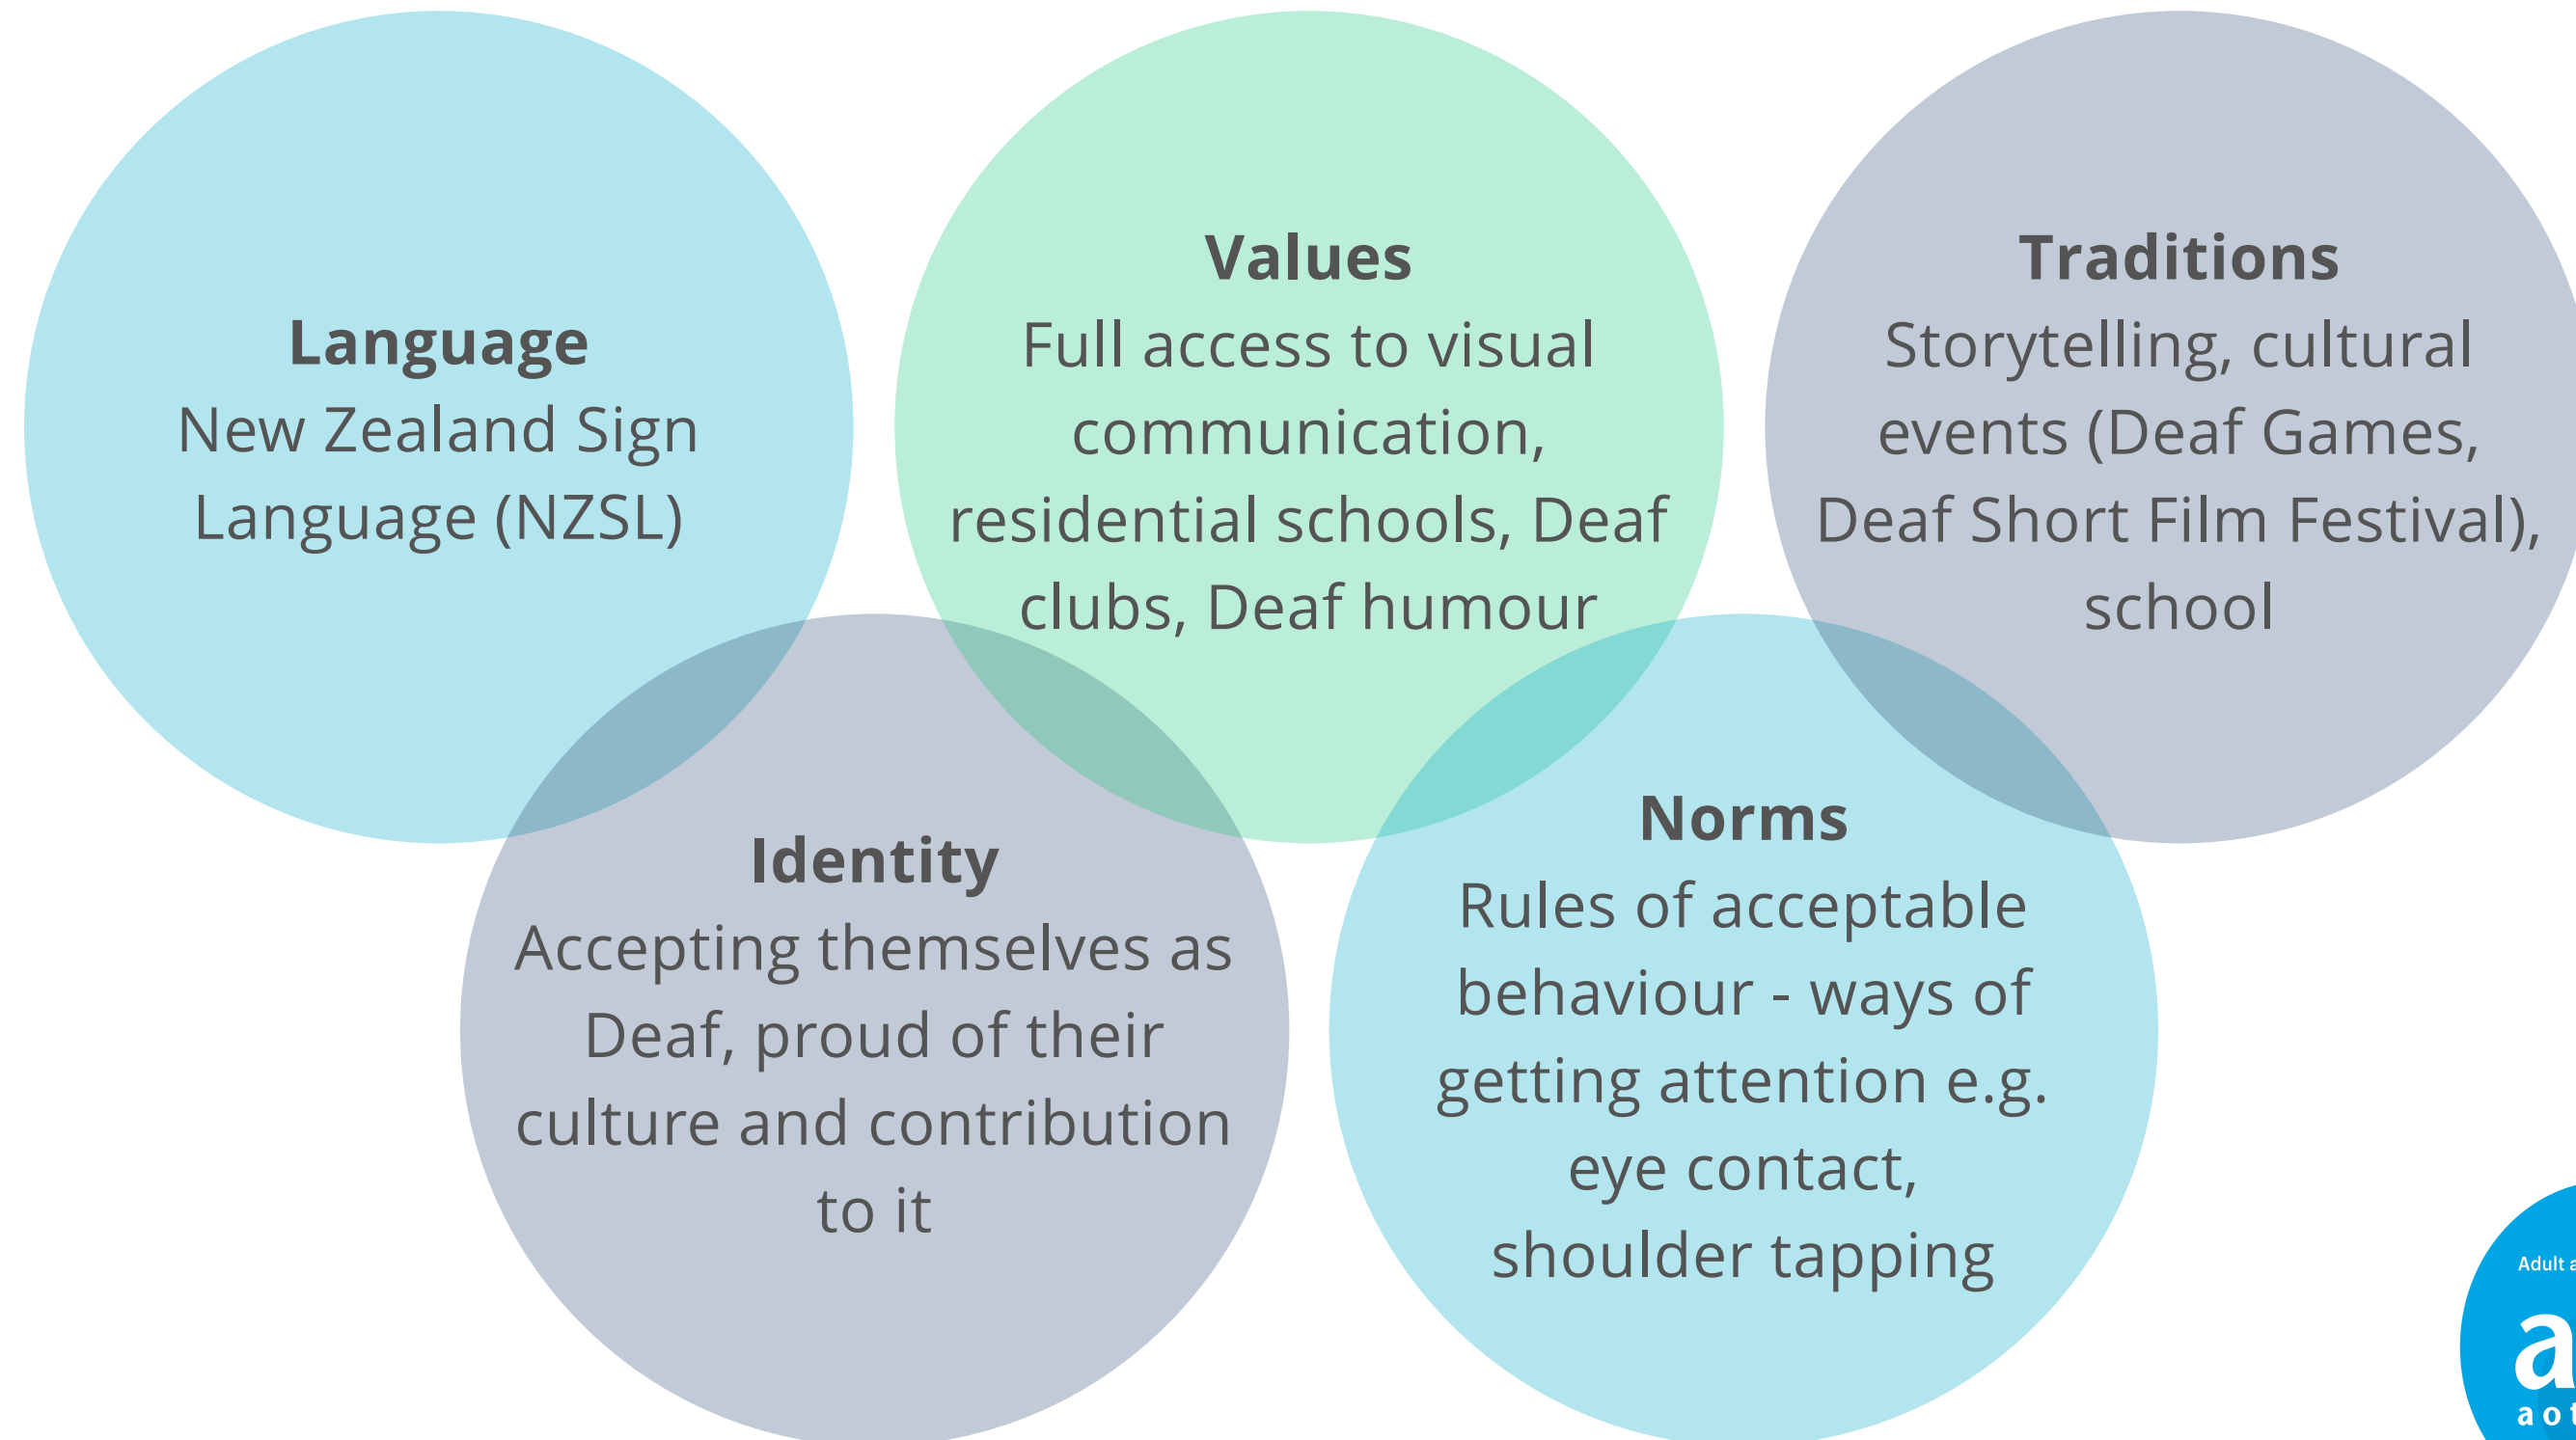 Language
New Zealand Sign
Language (NZSL)
Values
Full access to visual
communication,
residential schools, Deaf
clubs, Deaf humour
Traditions
Storytelling, cultural
events (Deaf Games,
Deaf Short Film Festival),
school
Identity
Accepting themselves as
Deaf, proud of their
culture and contribution
to it
Norms
Rules of acceptable
behaviour - ways of
getting attention e.g.
eye contact,
shoulder tapping
Adult